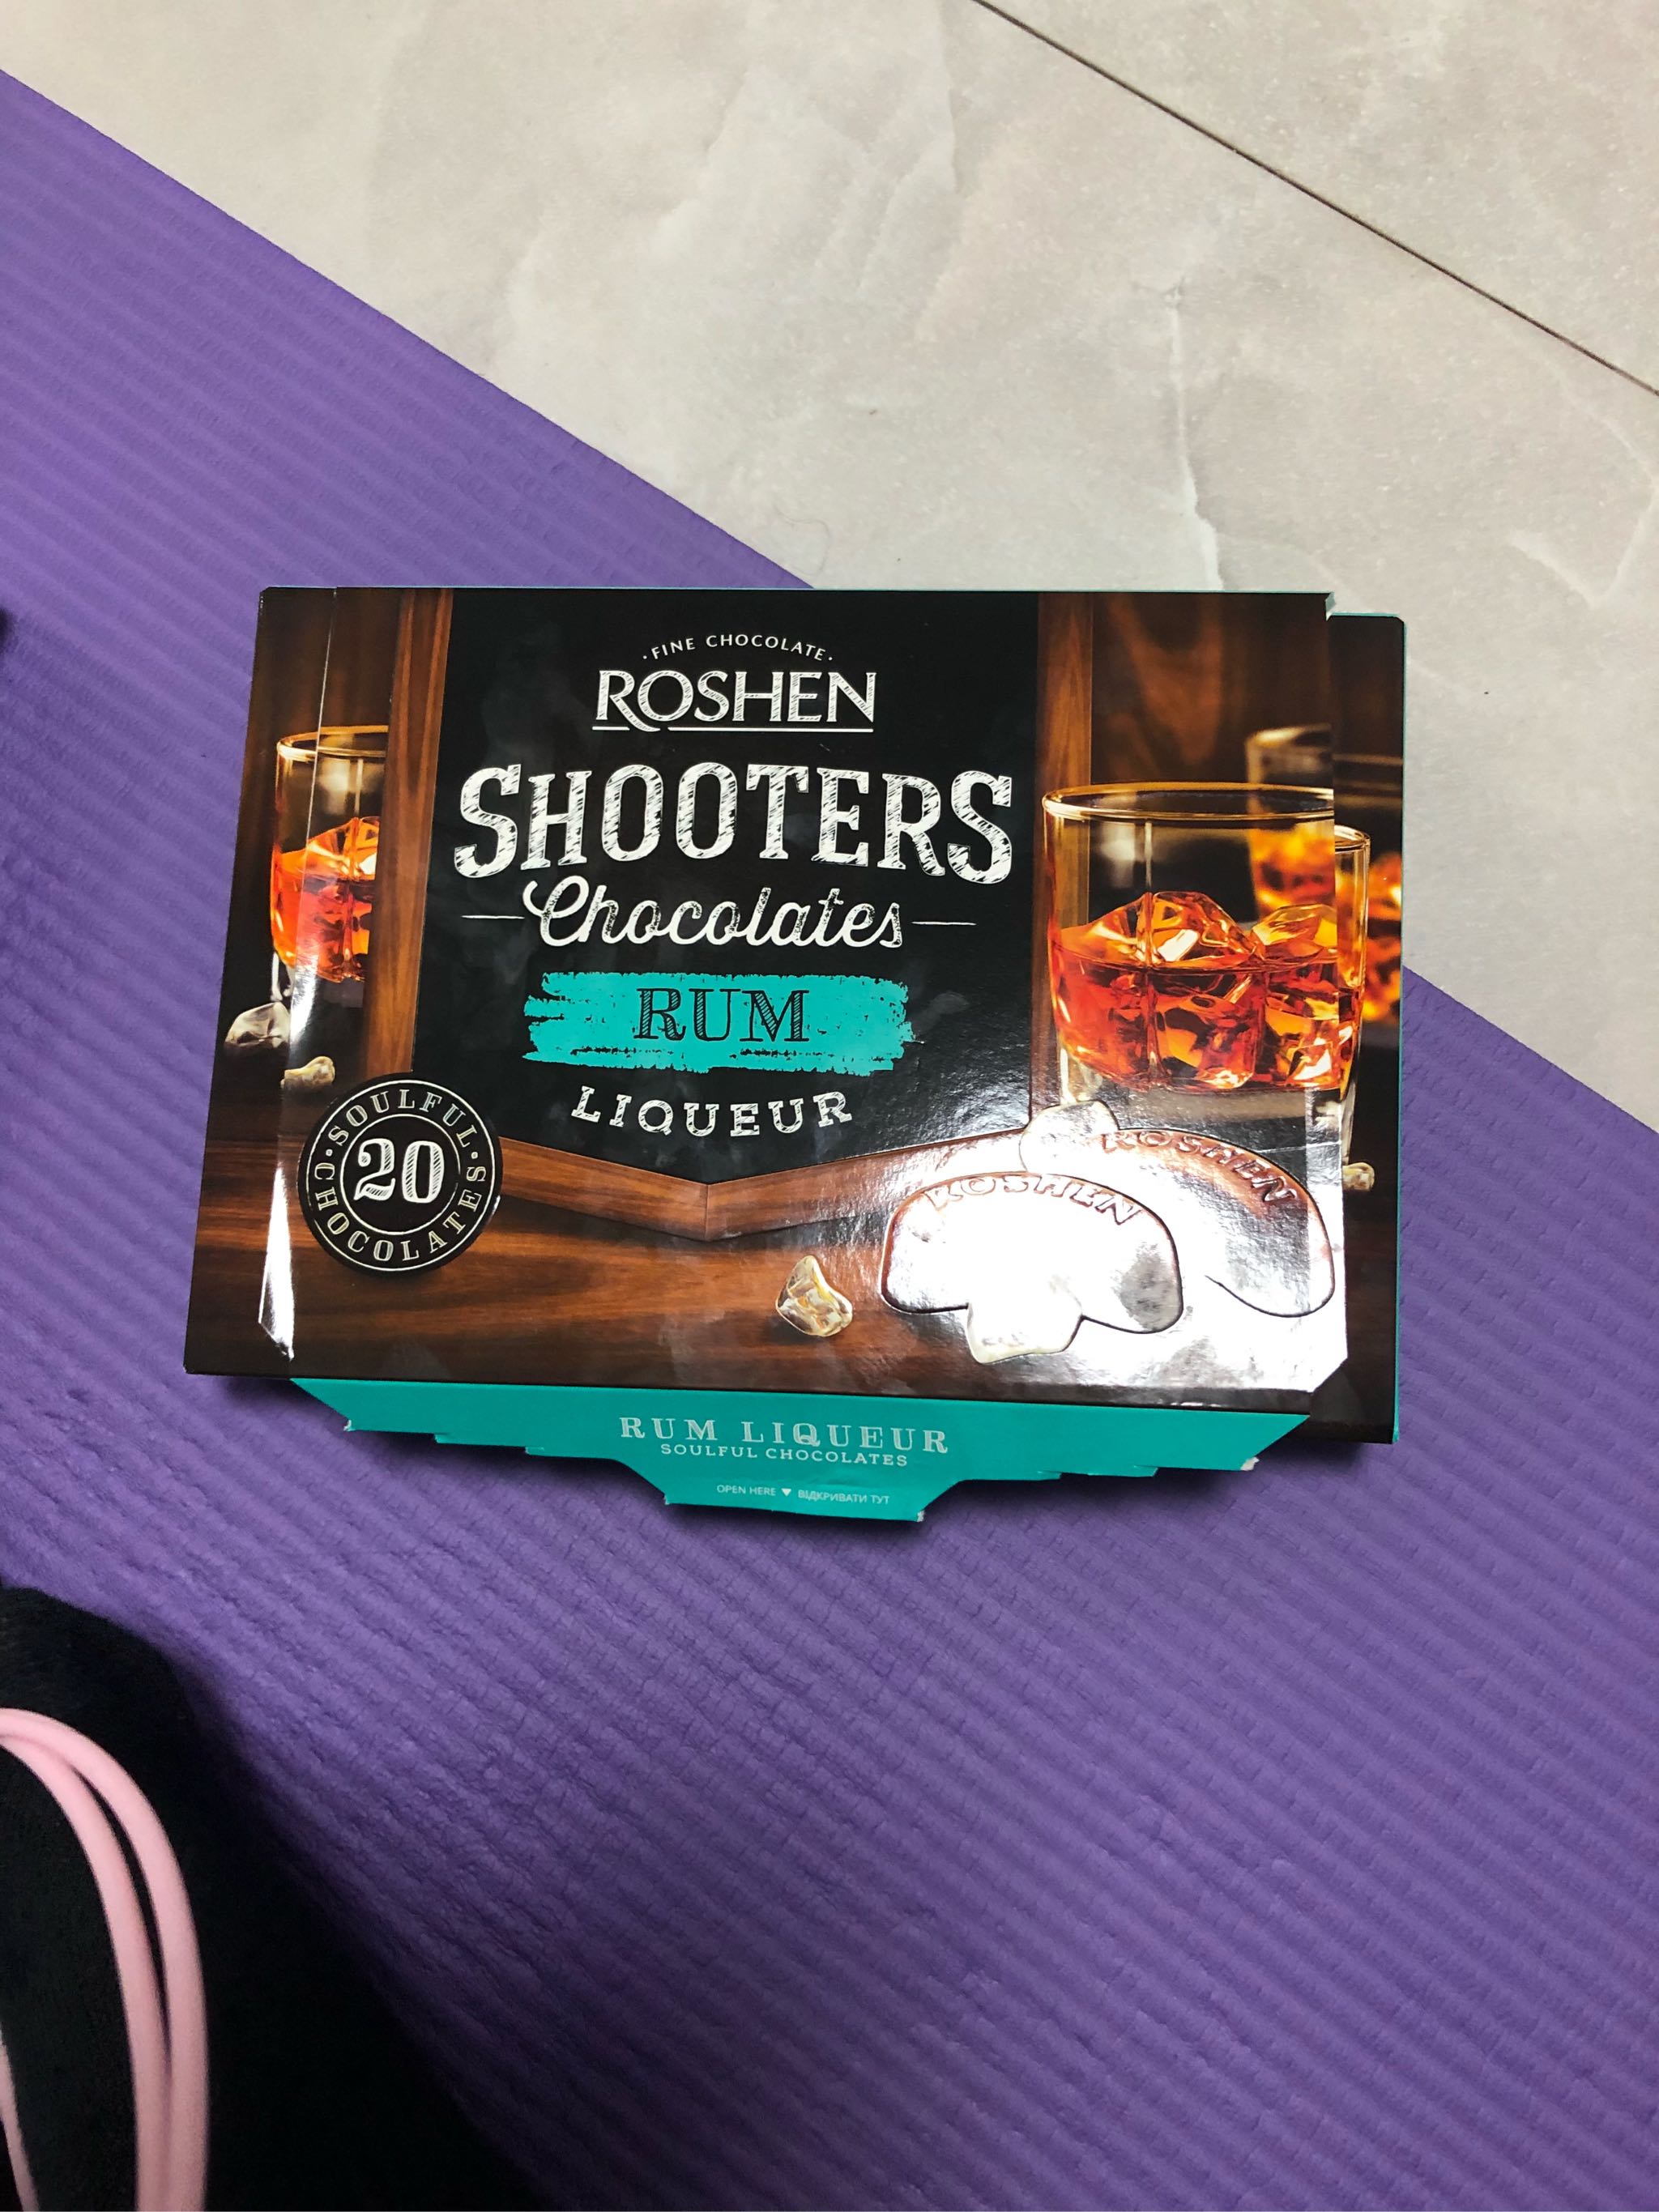 ·FINE CHOCOLATE·
ROSHEN
SHOOTERS
Chocolates
RUM
LIQUEUR
·SOULFUL·
20
CHOCOLATES
ROSHEN
ROSHEN
RUM LIQUEUR
SOULFUL CHOCOLATES
OPEN HERE ▼ ВІДКРИВАТИ ТУТ